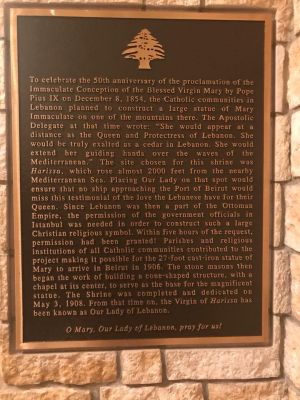 To celebrate the 50th anniversary of the proclamation of the
Immaculate Conception of the Blessed Virgin Mary by Pope
Pius IX on December 8, 1854, the Catholic communities in
Lebanon planned to construct a large statue of Mary
Immaculate on one of the mountains there. The Apostolic
Delegate at that time wrote: "She would appear at a
distance as the Queen and Protectress of Lebanon. She
would be truly exalted as a cedar in Lebanon. She would
extend her guiding hands over the waves of the
Mediterranean." The site chosen for this shrine was
Harissa, which rose almost 2000 feet from the nearby
Mediterranean Sea. Placing Our Lady on that spot would
ensure that no ship approaching the Port of Beirut would
miss this testimonial of the love the Lebanese have for their
Queen. Since Lebanon was then a part of the Ottoman
Empire, the permission of the government officials in
Istanbul was needed in order to construct such a large
Christian religious symbol. Within five hours of the request,
permission had been granted! Parishes and religious
institutions of all Catholic communities contributed to the
project making it possible for the 27-foot cast-iron statue of
Mary to arrive in Beirut in 1906. The stone masons then
began the work of building a cone-shaped structure, with a
chapel at its center, to serve as the base for the magnificent
statue. The Shrine was completed and dedicated on
May 3, 1908. From that time on, the Virgin of Harissa has
been known as Our Lady of Lebanon.
O Mary, Our Lady of Lebanon, pray for us!